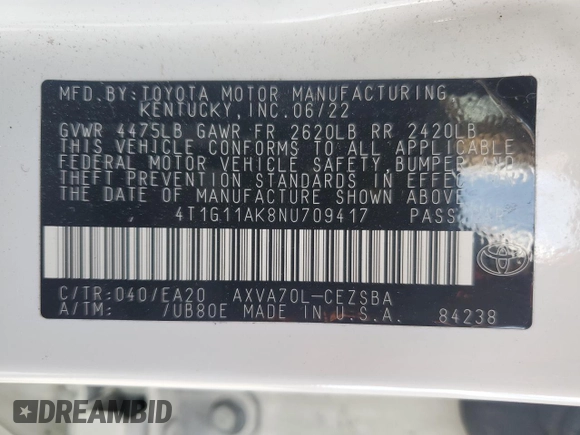 MFD. BY: TOYOTA MOTOR MANUFACTURING,
KENTUCKY, INC. 06/22
GVWR 4475LB GAWR FR 2620LB RR 2420LB
THIS VEHICLE CONFORMS TO ALL APPLICABLE
FEDERAL MOTOR VEHICLE SAFETY, BUMPER AND
THEFT PREVENTION STANDARDS IN EFFECT
THE DATE OF MANUFACTURE SHOWN ABOVE
4T1G11AK8NU709417 PASS
C/TR: 040/EA20 AXVA70L-CEZSBA
A/TM: /UB80E MADE IN U.S.A. 84238
DREAMBID